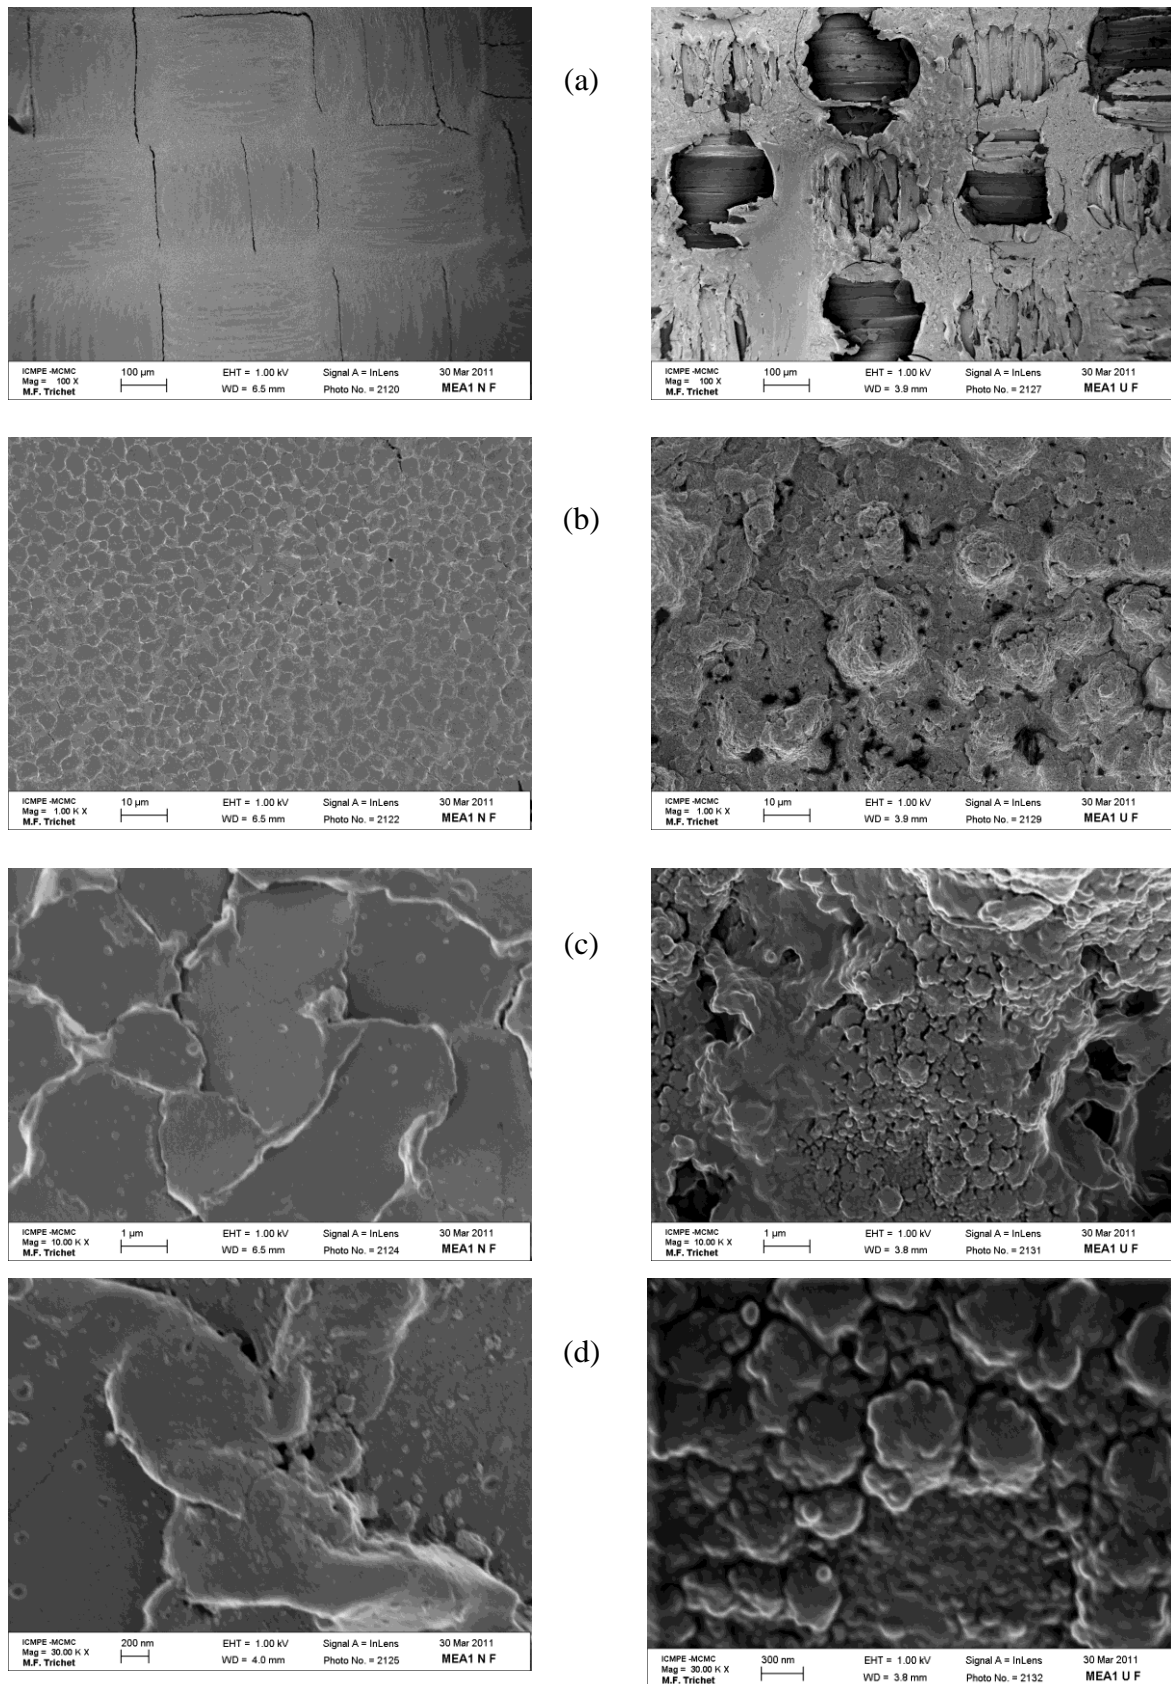 (a)
ICMPE -MCMC
Mag = 100 X
M.F. Trichet
100 µm
EHT = 1.00 kV
WD = 6.5 mm
Signal A = InLens
Photo No. = 2120
30 Mar 2011
MEA1 N F
ICMPE -MCMC
Mag = 100 X
M.F. Trichet
100 µm
EHT = 1.00 kV
WD = 3.9 mm
Signal A = InLens
Photo No. = 2127
30 Mar 2011
MEA1 U F
(b)
ICMPE -MCMC
Mag = 1.00 K X
M.F. Trichet
10 µm
EHT = 1.00 kV
WD = 6.5 mm
Signal A = InLens
Photo No. = 2122
30 Mar 2011
MEA1 N F
ICMPE -MCMC
Mag = 1.00 K X
M.F. Trichet
10 µm
EHT = 1.00 kV
WD = 3.9 mm
Signal A = InLens
Photo No. = 2129
30 Mar 2011
MEA1 U F
(c)
ICMPE -MCMC
Mag = 10.00 K X
M.F. Trichet
1 µm
EHT = 1.00 kV
WD = 6.5 mm
Signal A = InLens
Photo No. = 2124
30 Mar 2011
MEA1 N F
ICMPE -MCMC
Mag = 10.00 K X
M.F. Trichet
1 µm
EHT = 1.00 kV
WD = 3.8 mm
Signal A = InLens
Photo No. = 2131
30 Mar 2011
MEA1 U F
(d)
ICMPE -MCMC
Mag = 30.00 K X
M.F. Trichet
200 nm
EHT = 1.00 kV
WD = 4.0 mm
Signal A = InLens
Photo No. = 2125
30 Mar 2011
MEA1 N F
ICMPE -MCMC
Mag = 30.00 K X
M.F. Trichet
300 nm
EHT = 1.00 kV
WD = 3.8 mm
Signal A = InLens
Photo No. = 2132
30 Mar 2011
MEA1 U F